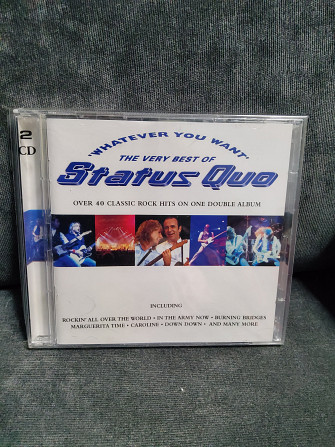 2
CD
'WHATEVER YOU WANT'
THE VERY BEST OF
Status Quo
OVER 40 CLASSIC ROCK HITS ON ONE DOUBLE ALBUM
INCLUDING
ROCKIN' ALL OVER THE WORLD • IN THE ARMY NOW • BURNING BRIDGES
MARGUERITA TIME • CAROLINE • DOWN DOWN • AND MANY MORE